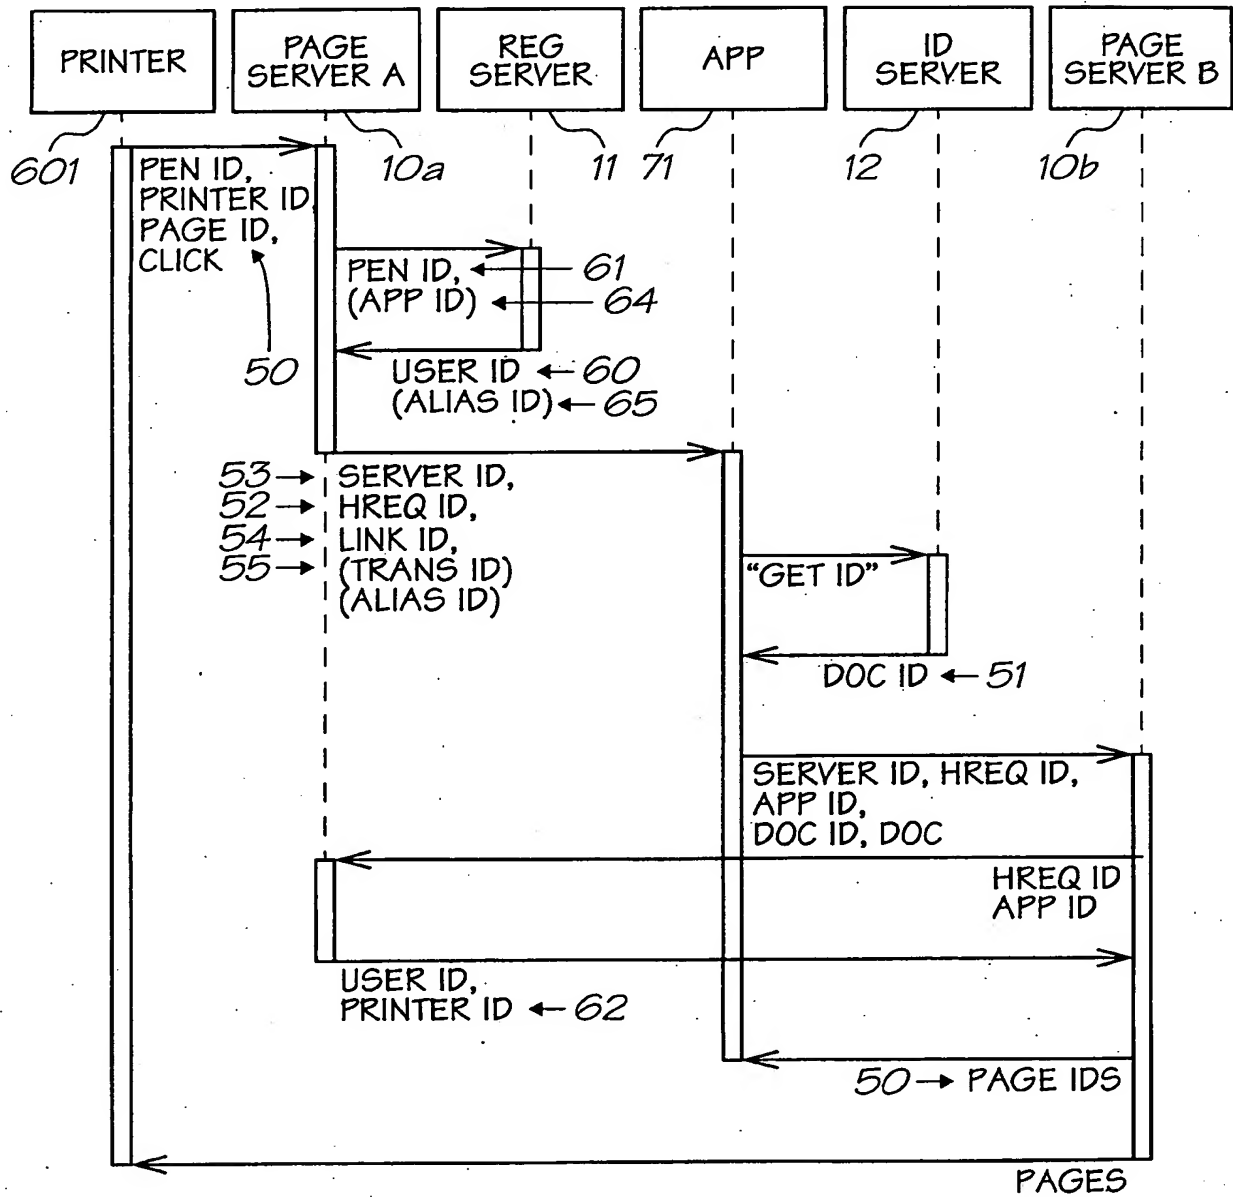 PRINTER
PAGE
SERVER A
REG
SERVER
APP
ID
SERVER
PAGE
SERVER B
601
10a
11
71
12
10b
PEN ID,
PRINTER ID,
PAGE ID,
CLICK
50
PEN ID, 61
(APP ID) 64
USER ID 60
(ALIAS ID) 65
53 SERVER ID,
52 HREQ ID,
54 LINK ID,
55 (TRANS ID)
(ALIAS ID)
“GET ID”
DOC ID 51
SERVER ID, HREQ ID,
APP ID,
DOC ID, DOC
HREQ ID
APP ID
USER ID,
PRINTER ID 62
50 PAGE IDS
PAGES